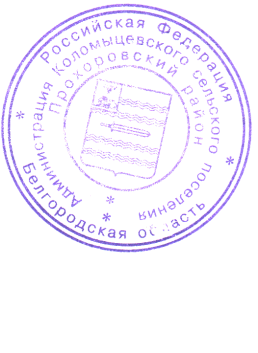 Российская Федерация
Белгородская область
Администрация Коломыцевского сельского поселения
Прохоровский район